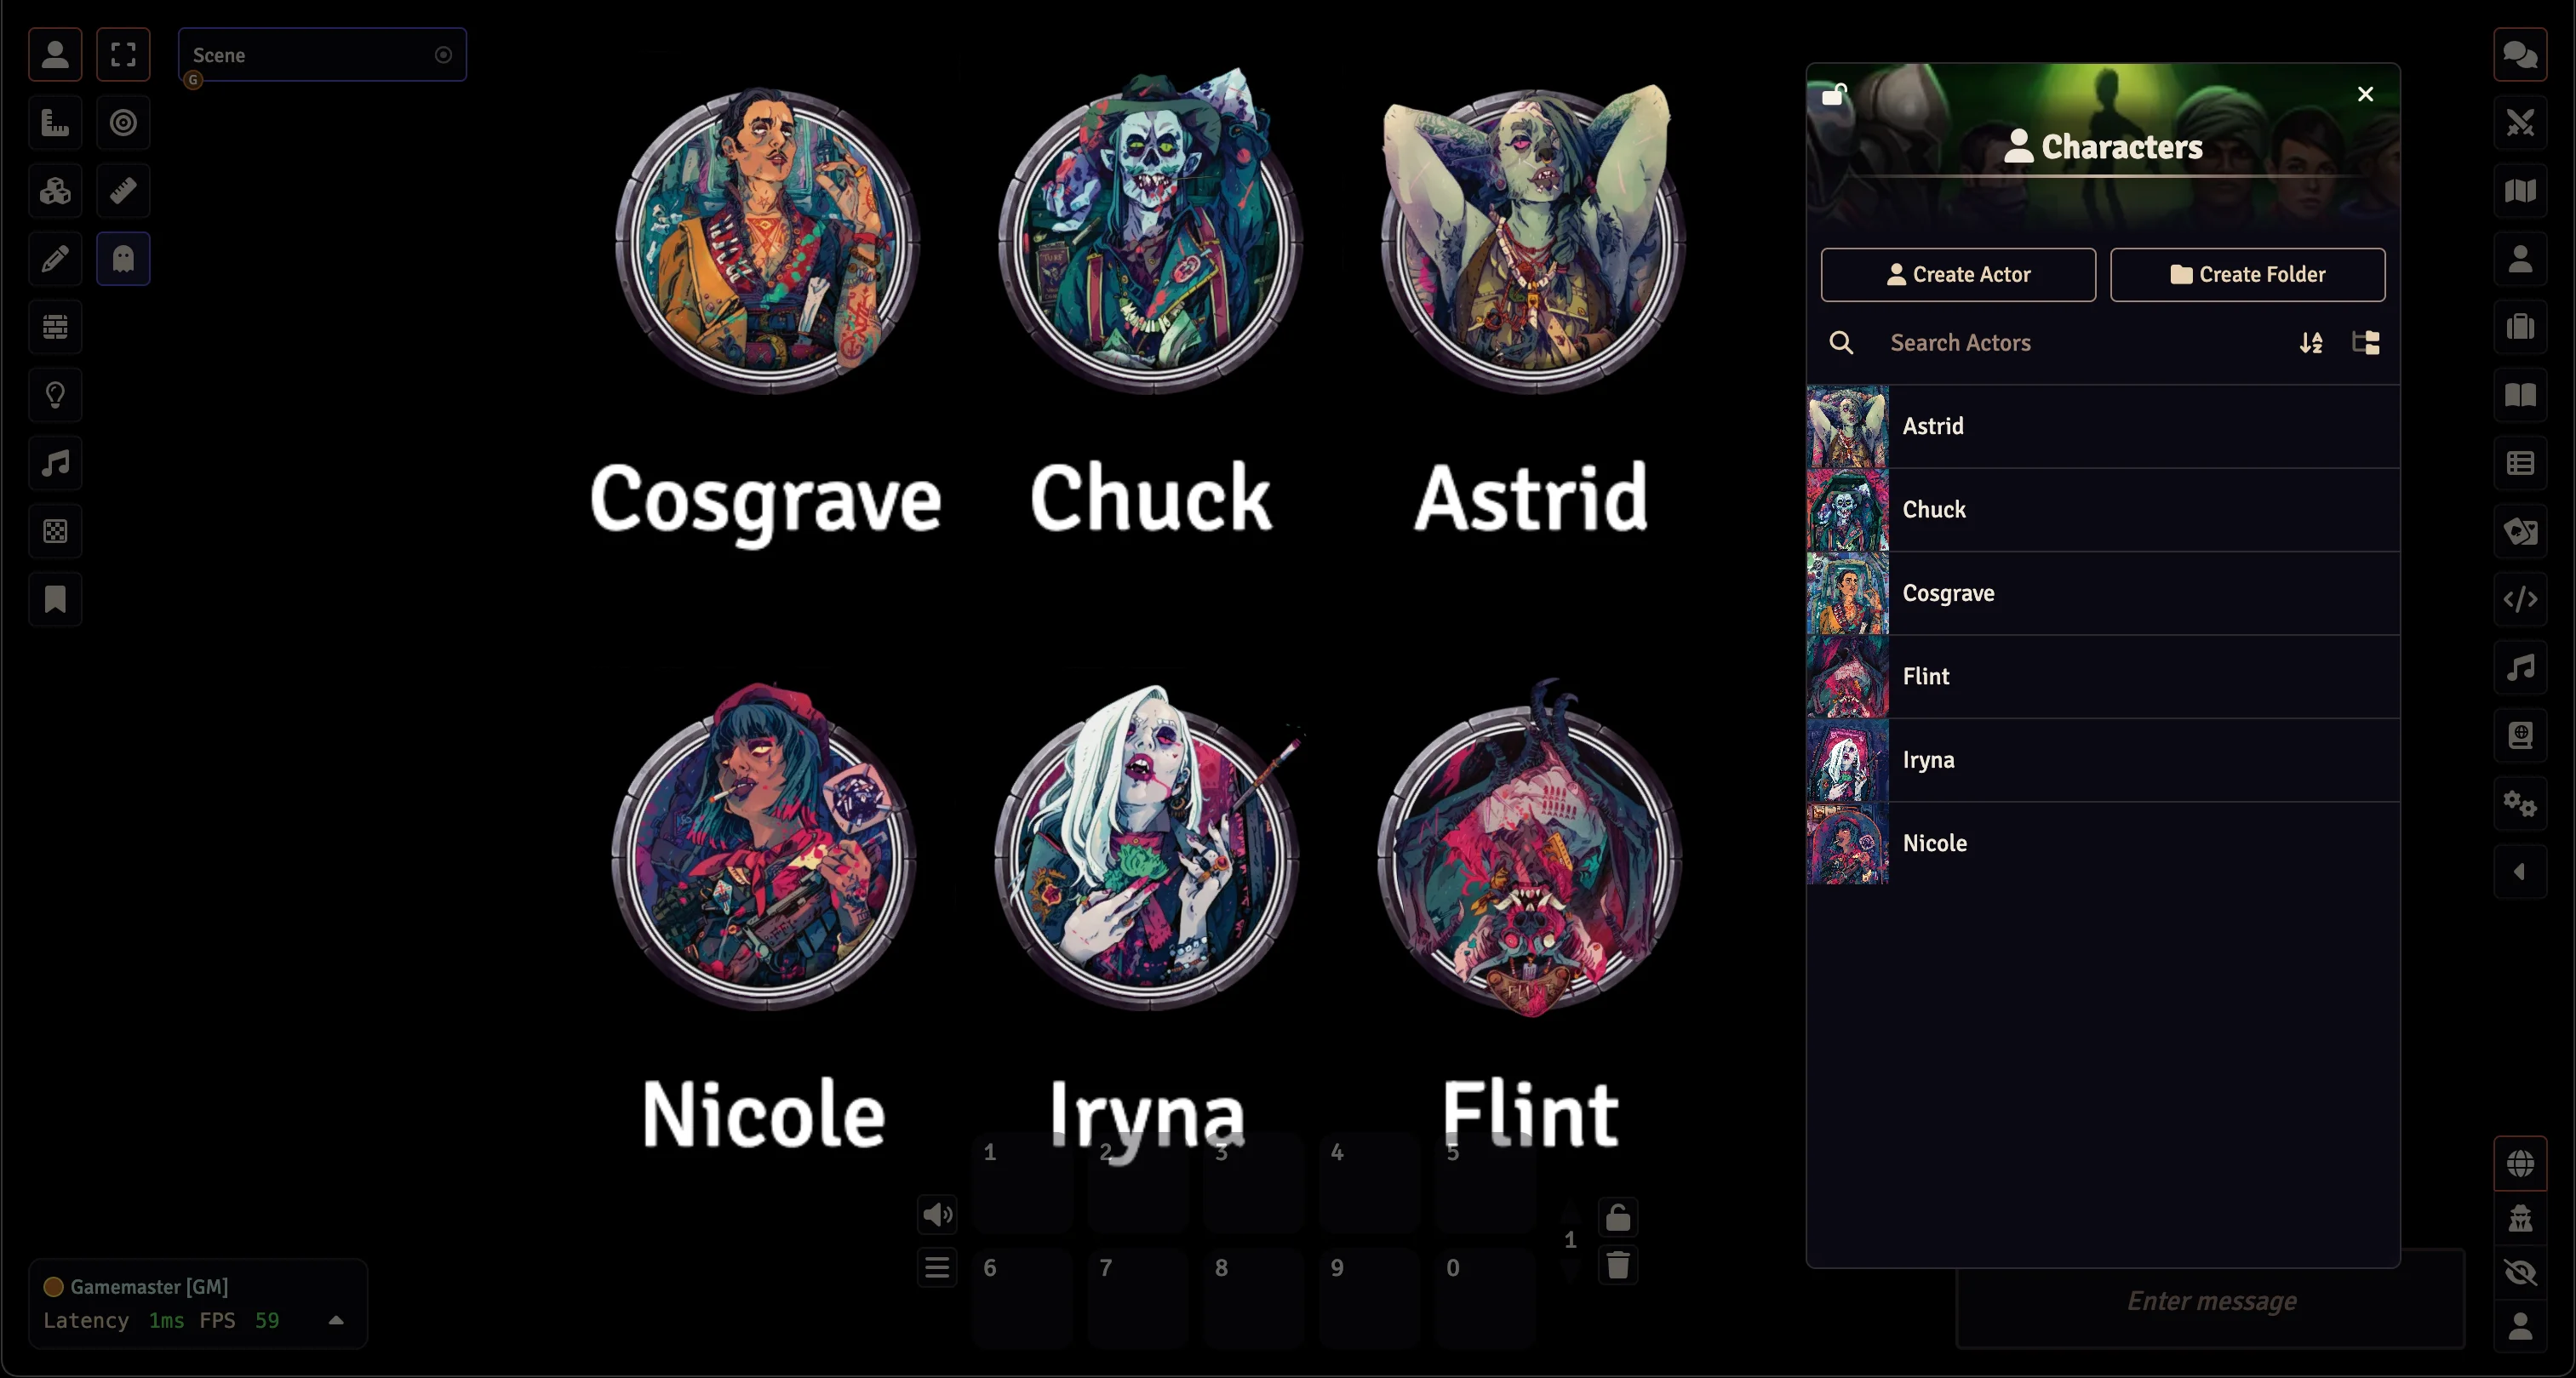 Scene
G
Cosgrave
Chuck
Astrid
Nicole
Iryna
Flint
Characters
Create Actor
Create Folder
Search Actors
Astrid
Chuck
Cosgrave
Flint
Iryna
Nicole
1 2 3 4 5
1
6 7 8 9 0
Gamemaster [GM]
Latency 1ms FPS 59
Enter message
FLINT